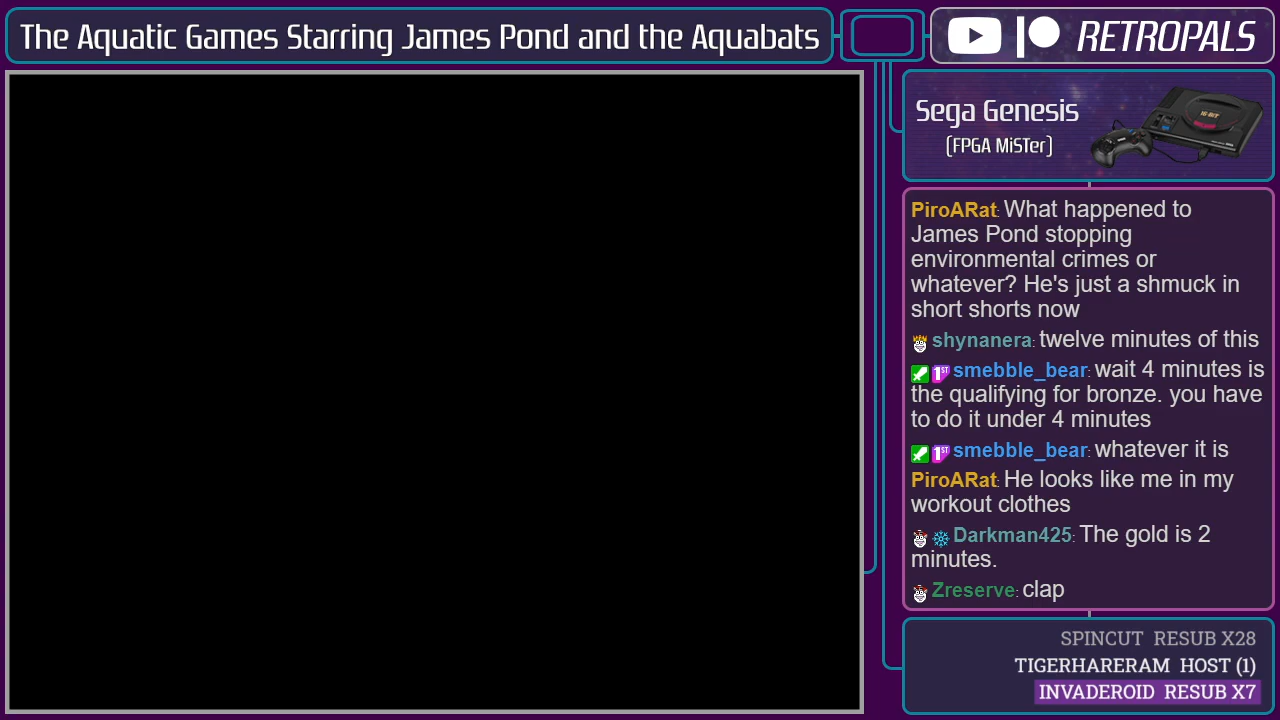 The Aquatic Games Starring James Pond and the Aquabats
RETROPALS
Sega Genesis
(FPGA MiSTer)
16-BIT
PiroARat: What happened to
James Pond stopping
environmental crimes or
whatever? He's just a shmuck in
short shorts now
shynanera: twelve minutes of this
1ST smebble_bear: wait 4 minutes is
the qualifying for bronze. you have
to do it under 4 minutes
1ST smebble_bear: whatever it is
PiroARat: He looks like me in my
workout clothes
Darkman425: The gold is 2
minutes.
Zreserve: clap
SPINCUT RESUB X28
TIGERHARERAM HOST (1)
INVADEROID RESUB X7